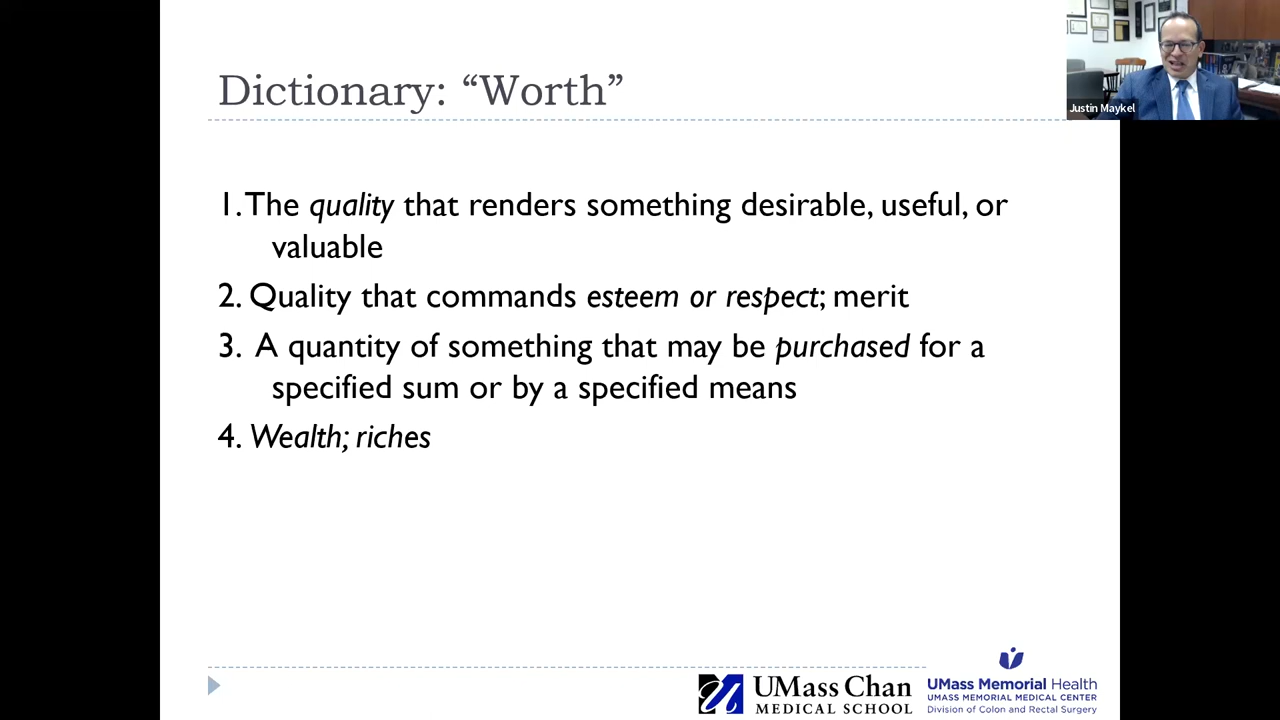 Dictionary: “Worth”
Justin Maykel
1. The quality that renders something desirable, useful, or
valuable
2. Quality that commands esteem or respect; merit
3. A quantity of something that may be purchased for a
specified sum or by a specified means
4. Wealth; riches
UMass Chan
MEDICAL SCHOOL
UMass Memorial Health
UMASS MEMORIAL MEDICAL CENTER
Division of Colon and Rectal Surgery